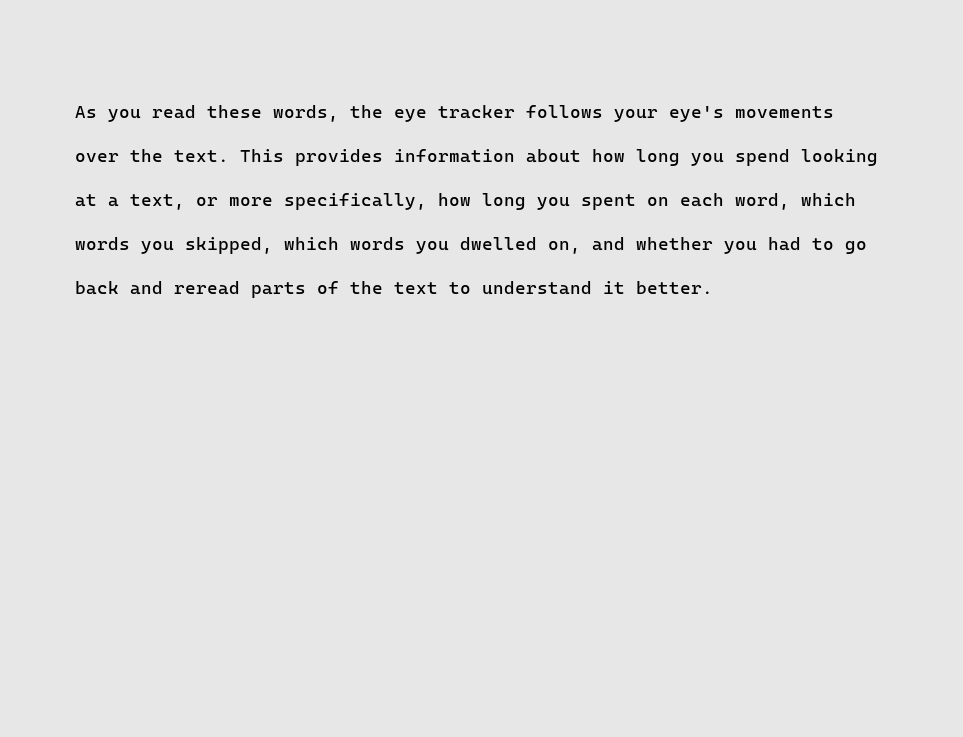 As you read these words, the eye tracker follows your eye's movements
over the text. This provides information about how long you spend looking
at a text, or more specifically, how long you spent on each word, which
words you skipped, which words you dwelled on, and whether you had to go
back and reread parts of the text to understand it better.